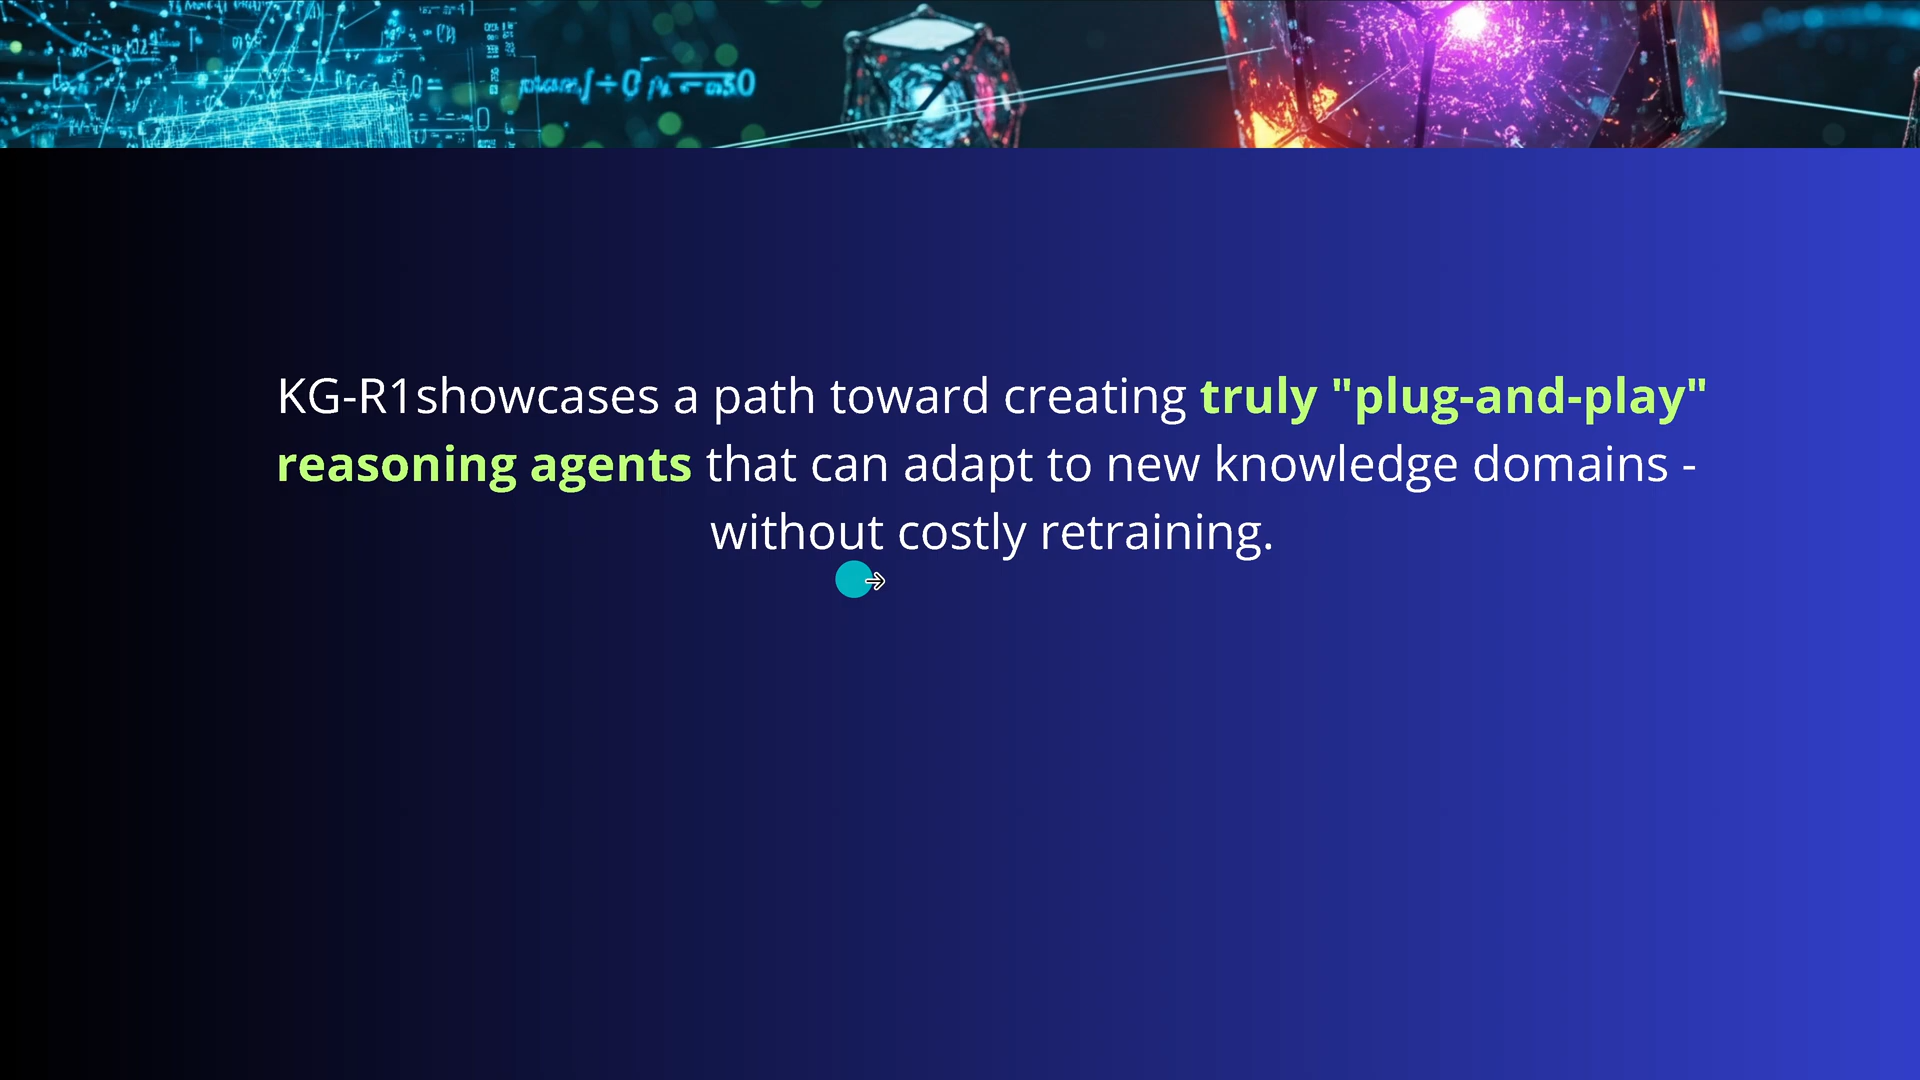 KG-R1showcases a path toward creating truly "plug-and-play"
reasoning agents that can adapt to new knowledge domains -
without costly retraining.